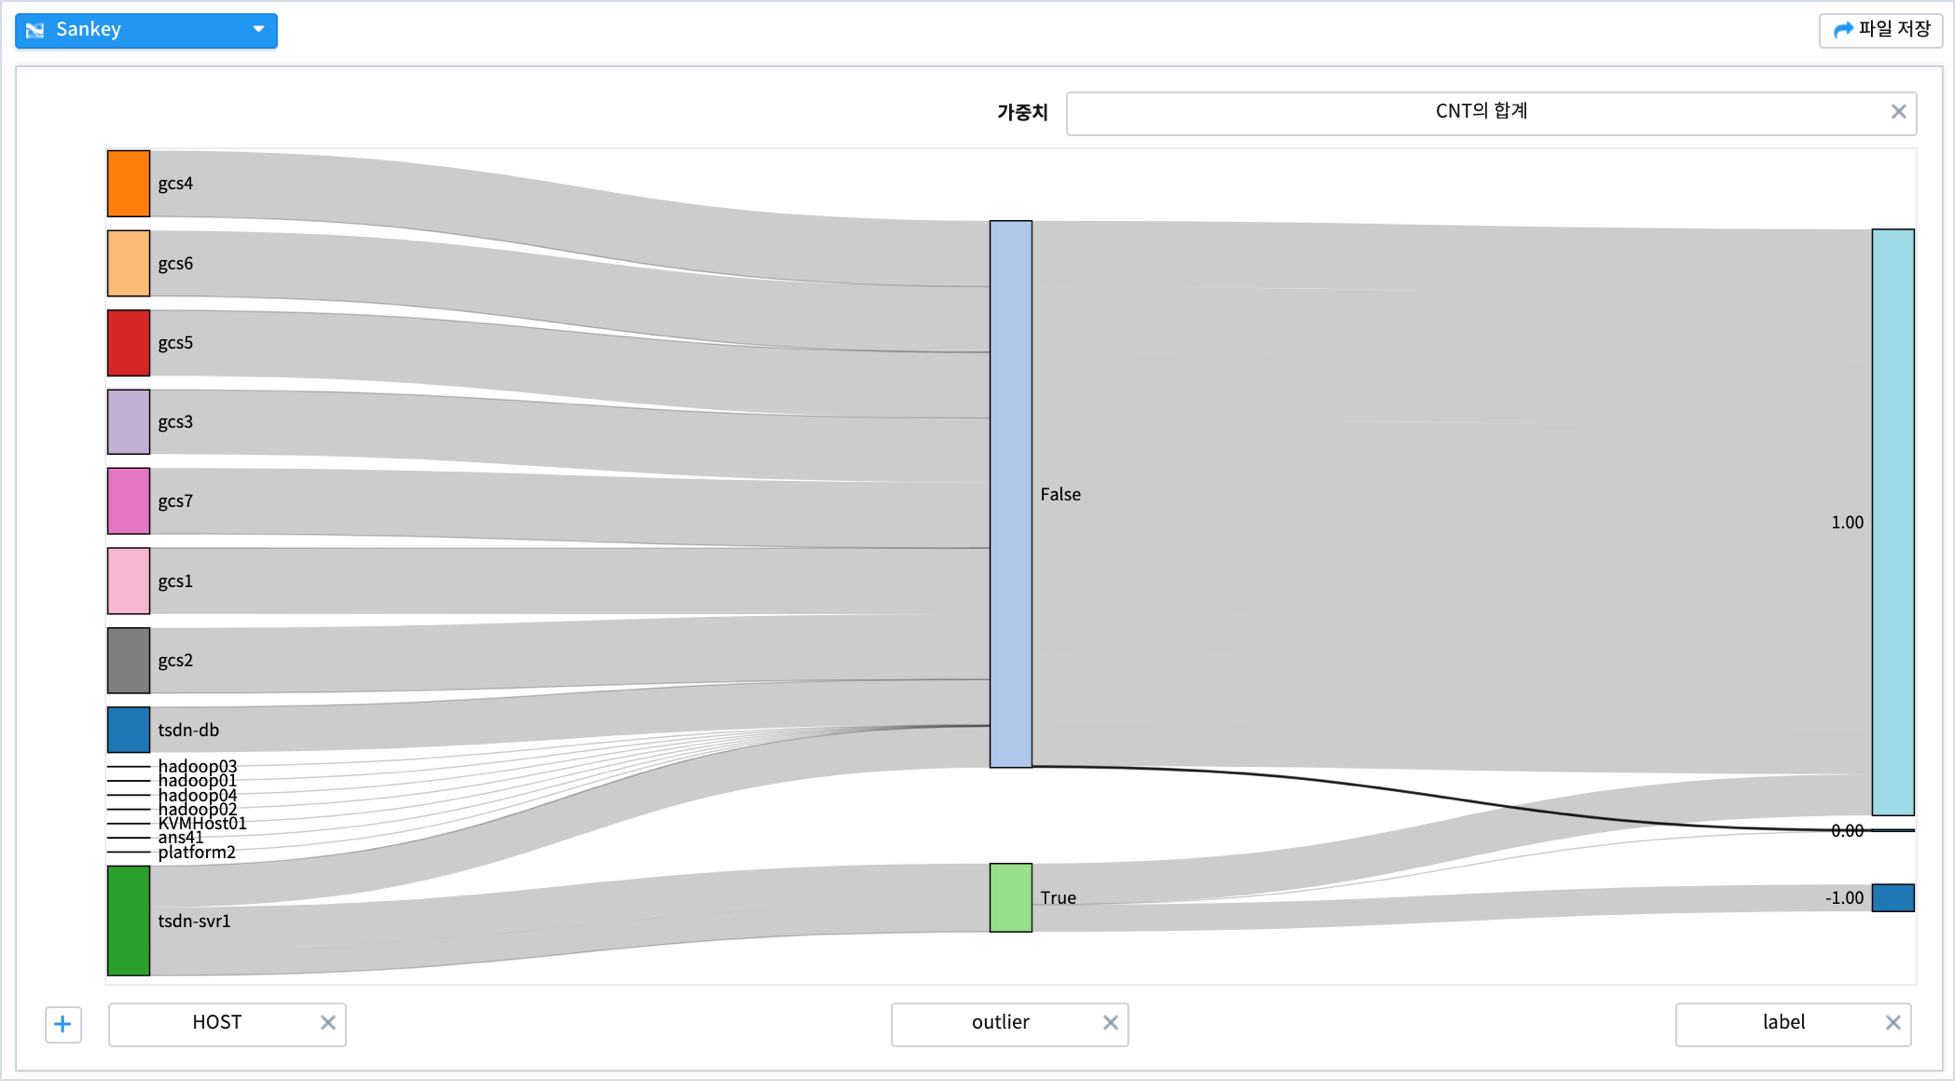 Sankey
파일 저장
가중치
CNT의 합계
gcs4
gcs6
gcs5
gcs3
gcs7
gcs1
gcs2
tsdn-db
hadoop03
hadoop01
hadoop04
hadoop02
KVMHost01
ans41
platform2
tsdn-svr1
False
True
1.00
0.00
-1.00
HOST
outlier
label